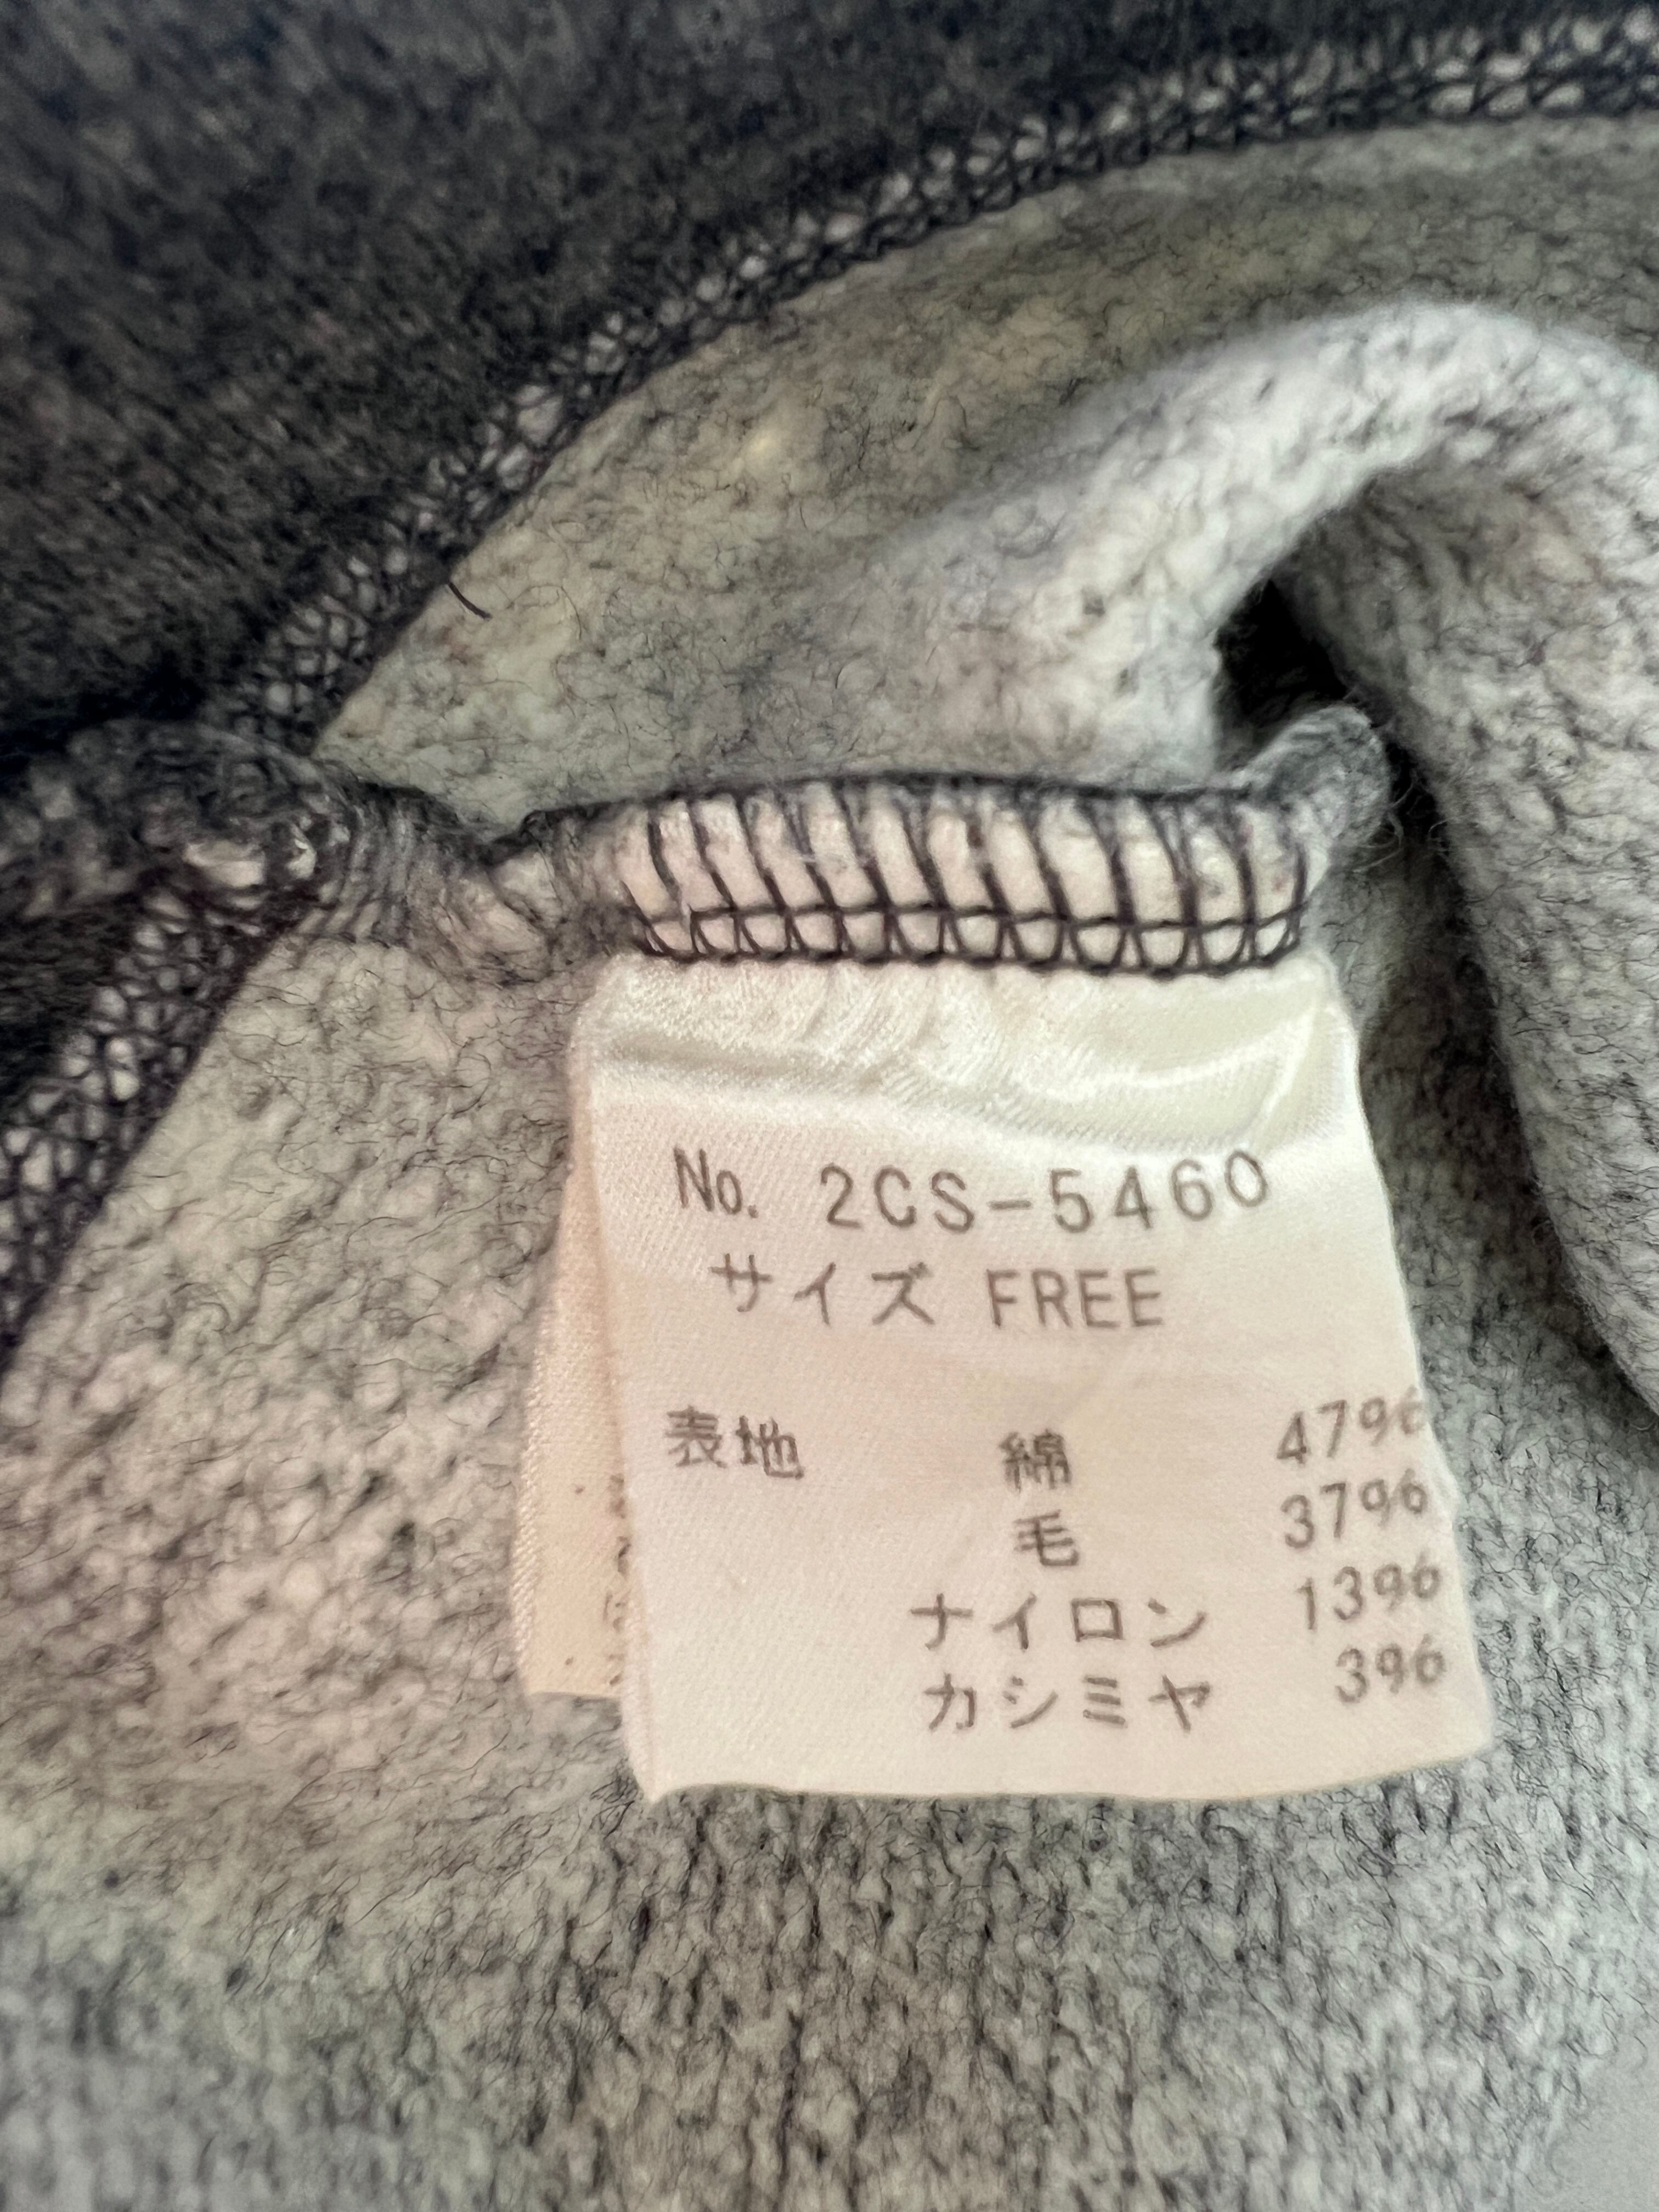 No. 2CS-5460
サイズ FREE
表地 綿 47%
毛 37%
ナイロン 13%
カシミヤ 3%